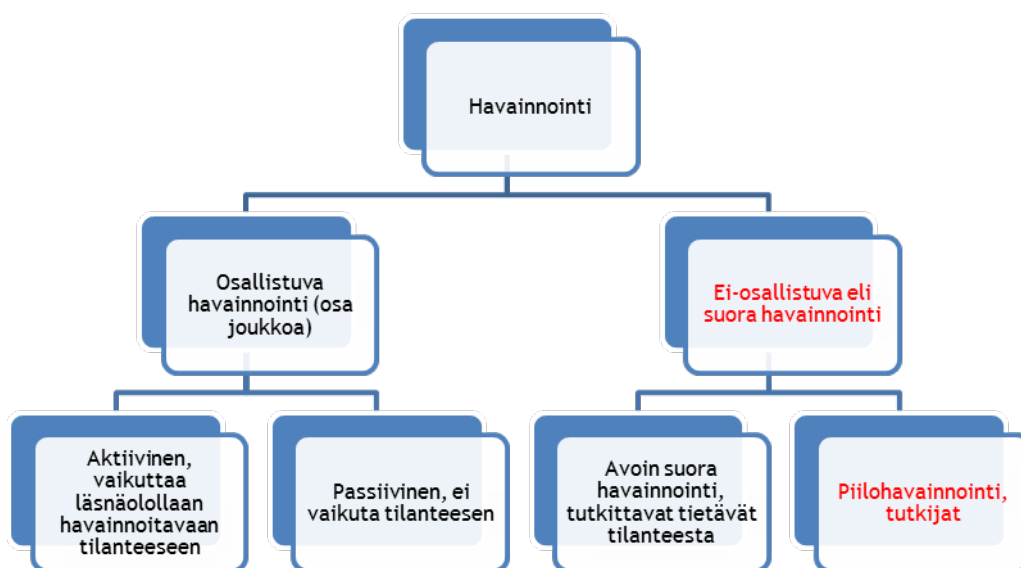 Havainnointi
Osallistuva
havainnointi (osa
joukkoa)
Ei-osallistuva eli
suora havainnointi
Aktiivinen,
vaikuttaa
läsnäolollaan
havainnoitavaan
tilanteeseen
Passiivinen, ei
vaikuta tilanteesen
Avoin suora
havainnointi,
tutkittavat tietävät
tilanteesta
Piilohavainnointi,
tutkijat